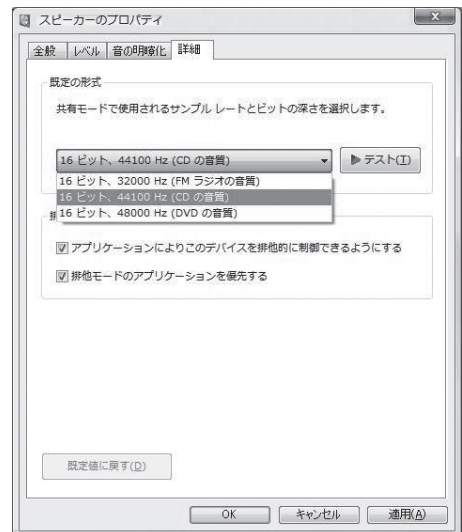 スピーカーのプロパティ
全般 レベル 音の明瞭化 詳細
既定の形式
共有モードで使用されるサンプル レートとビットの深さを選択します。
16 ビット、44100 Hz (CD の音質) テスト(T)
16 ビット、32000 Hz (FM ラジオの音質)
16 ビット、44100 Hz (CD の音質)
16 ビット、48000 Hz (DVD の音質)
アプリケーションによりこのデバイスを排他的に制御できるようにする
排他モードのアプリケーションを優先する
既定値に戻す(D)
OK キャンセル 適用(A)